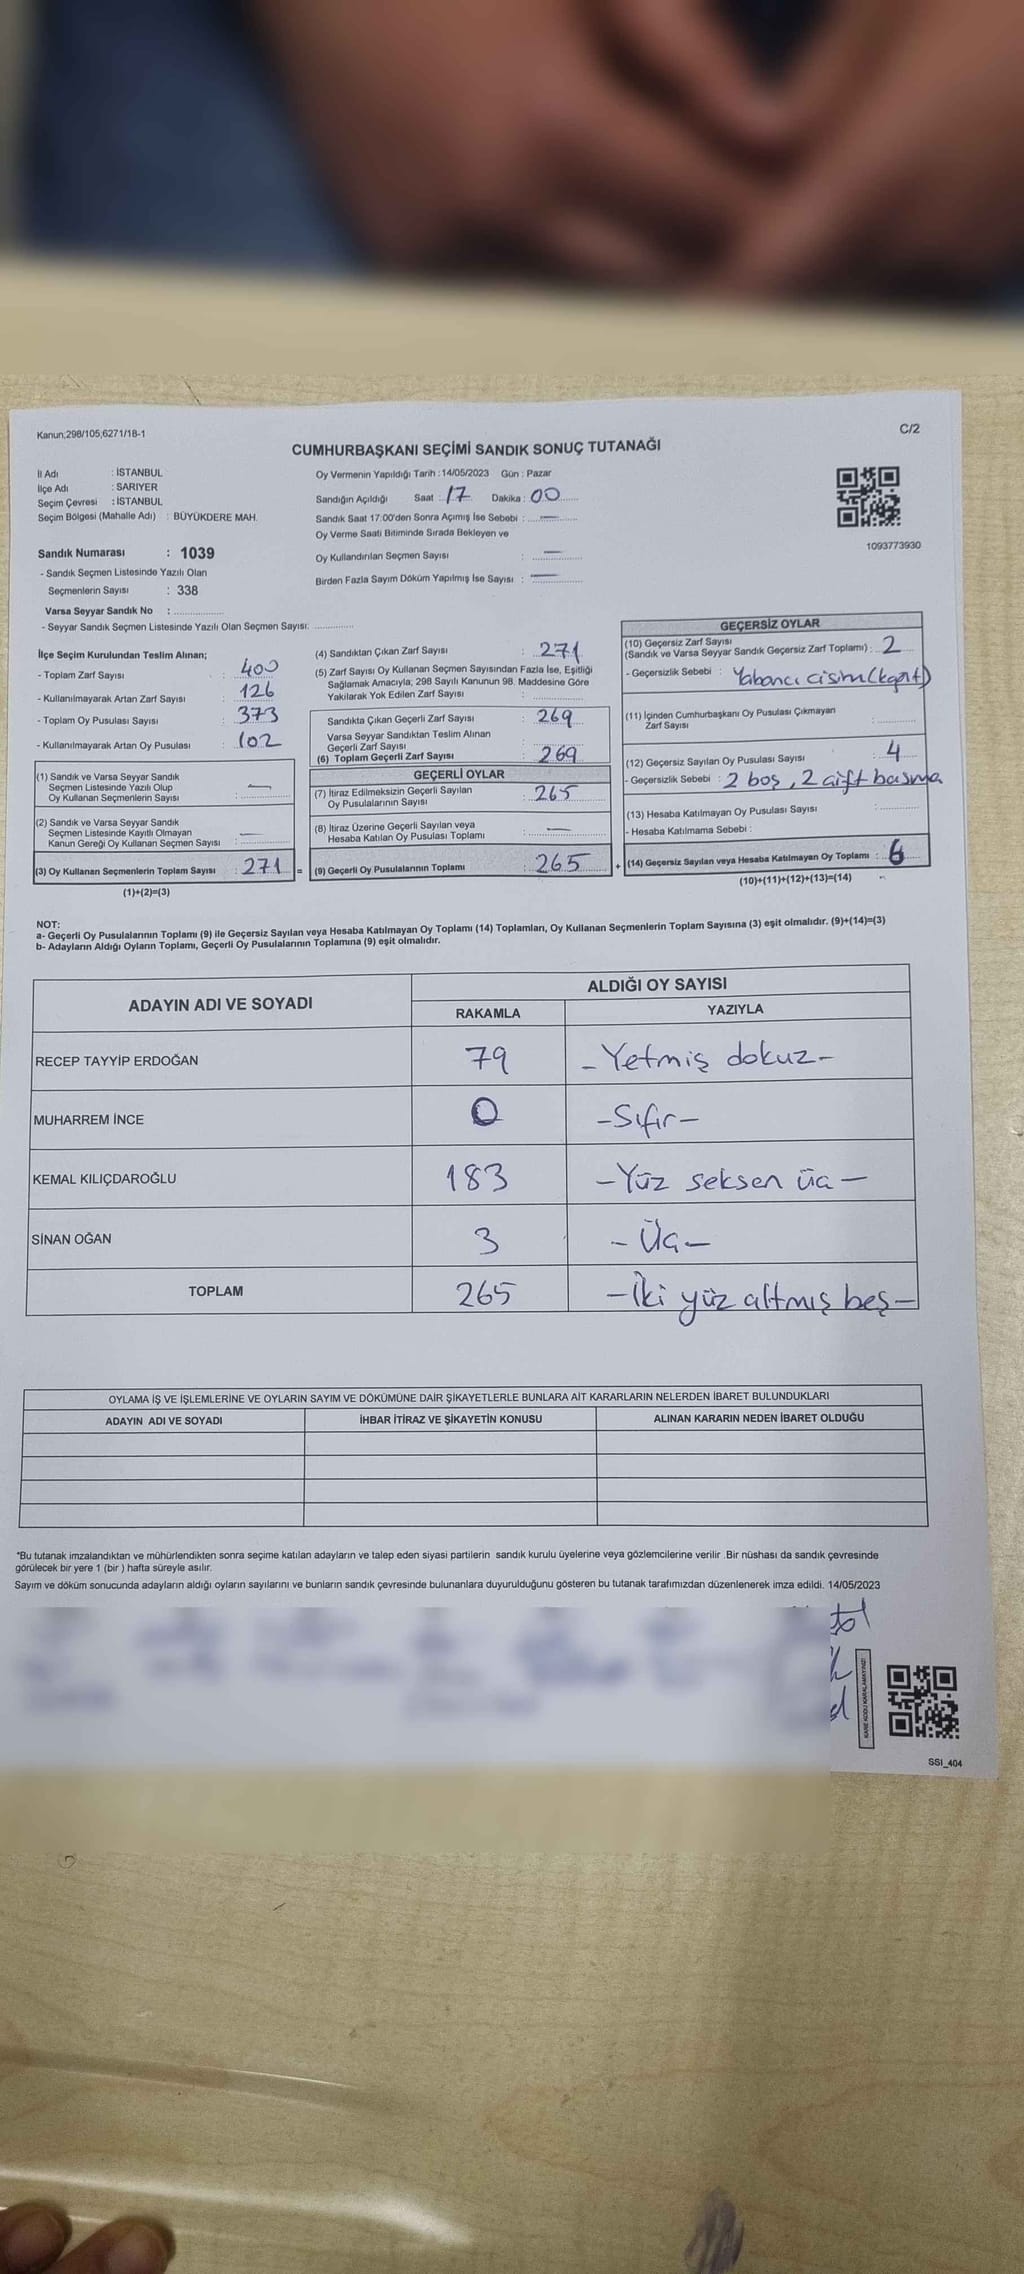 Kanun;298/105;6271/18-1
C/2
CUMHURBAŞKANI SEÇİMİ SANDIK SONUÇ TUTANAĞI
İl Adı : İSTANBUL
İlçe Adı : SARIYER
Seçim Çevresi : İSTANBUL
Seçim Bölgesi (Mahalle Adı) : BÜYÜKDERE MAH.
Sandık Numarası : 1039
- Sandık Seçmen Listesinde Yazılı Olan
Seçmenlerin Sayısı : 338
Varsa Seyyar Sandık No :
- Seyyar Sandık Seçmen Listesinde Yazılı Olan Seçmen Sayısı:
Oy Vermenin Yapıldığı Tarih : 14/05/2023 Gün : Pazar
Sandığın Açıldığı Saat : 17 Dakika : 00
Sandık Saat 17:00'den Sonra Açımış İse Sebebi : —
Oy Verme Saati Bitiminde Sırada Bekleyen ve
Oy Kullandırılan Seçmen Sayısı : —
Birden Fazla Sayım Döküm Yapılmış İse Sayısı : —
1093773930
İlçe Seçim Kurulundan Teslim Alınan;
- Toplam Zarf Sayısı : 400
- Kullanılmayarak Artan Zarf Sayısı : 126
- Toplam Oy Pusulası Sayısı : 373
- Kullanılmayarak Artan Oy Pusulası : 102
(1) Sandık ve Varsa Seyyar Sandık
Seçmen Listesinde Yazılı Olup
Oy Kullanan Seçmenlerin Sayısı : —
(2) Sandık ve Varsa Seyyar Sandık
Seçmen Listesinde Kayıtlı Olmayan
Kanun Gereği Oy Kullanan Seçmen Sayısı : —
(3) Oy Kullanan Seçmenlerin Toplam Sayısı : 271 =
(1)+(2)=(3)
(4) Sandıktan Çıkan Zarf Sayısı : 271
(5) Zarf Sayısı Oy Kullanan Seçmen Sayısından Fazla İse, Eşitliği
Sağlamak Amacıyla; 298 Sayılı Kanunun 98. Maddesine Göre
Yakılarak Yok Edilen Zarf Sayısı :
Sandıkta Çıkan Geçerli Zarf Sayısı : 269
Varsa Seyyar Sandıktan Teslim Alınan
Geçerli Zarf Sayısı :
(6) Toplam Geçerli Zarf Sayısı : 269
GEÇERLİ OYLAR
(7) İtiraz Edilmeksizin Geçerli Sayılan
Oy Pusulalarının Sayısı : 265
(8) İtiraz Üzerine Geçerli Sayılan veya
Hesaba Katılan Oy Pusulası Toplamı : —
(9) Geçerli Oy Pusulalarının Toplamı : 265 +
GEÇERSİZ OYLAR
(10) Geçersiz Zarf Sayısı
(Sandık ve Varsa Seyyar Sandık Geçersiz Zarf Toplamı) : 2
- Geçersizlik Sebebi : Yabancı cisim (kağıt)
(11) İçinden Cumhurbaşkanı Oy Pusulası Çıkmayan
Zarf Sayısı :
(12) Geçersiz Sayılan Oy Pusulası Sayısı : 4
- Geçersizlik Sebebi : 2 boş, 2 çift basma
(13) Hesaba Katılmayan Oy Pusulası Sayısı :
- Hesaba Katılmama Sebebi :
(14) Geçersiz Sayılan veya Hesaba Katılmayan Oy Toplamı : 6
(10)+(11)+(12)+(13)=(14)
NOT:
a- Geçerli Oy Pusulalarının Toplamı (9) ile Geçersiz Sayılan veya Hesaba Katılmayan Oy Toplamı (14) Toplamları, Oy Kullanan Seçmenlerin Toplam Sayısına (3) eşit olmalıdır. (9)+(14)=(3)
b- Adayların Aldığı Oyların Toplamı, Geçerli Oy Pusulalarının Toplamına (9) eşit olmalıdır.
ADAYIN ADI VE SOYADI
ALDIĞI OY SAYISI
RAKAMLA YAZIYLA
RECEP TAYYİP ERDOĞAN 79 - Yetmiş dokuz -
MUHARREM İNCE 0 - Sıfır -
KEMAL KILIÇDAROĞLU 183 - Yüz seksen üç -
SİNAN OĞAN 3 - Üç -
TOPLAM 265 - İki yüz altmış beş -
OYLAMA İŞ VE İŞLEMLERİNE VE OYLARIN SAYIM VE DÖKÜMÜNE DAİR ŞİKAYETLERLE BUNLARA AİT KARARLARIN NELERDEN İBARET BULUNDUKLARI
ADAYIN ADI VE SOYADI İHBAR İTİRAZ VE ŞİKAYETİN KONUSU ALINAN KARARIN NEDEN İBARET OLDUĞU
*Bu tutanak imzalandıktan ve mühürlendikten sonra seçime katılan adayların ve talep eden siyasi partilerin sandık kurulu üyelerine veya gözlemcilerine verilir .Bir nüshası da sandık çevresinde
görülecek bir yere 1 (bir ) hafta süreyle asılır.
Sayım ve döküm sonucunda adayların aldığı oyların sayılarını ve bunların sandık çevresinde bulunanlara duyurulduğunu gösteren bu tutanak tarafımızdan düzenlenerek imza edildi. 14/05/2023
KARE KODU KARALAMAYINIZ!
SSI_404